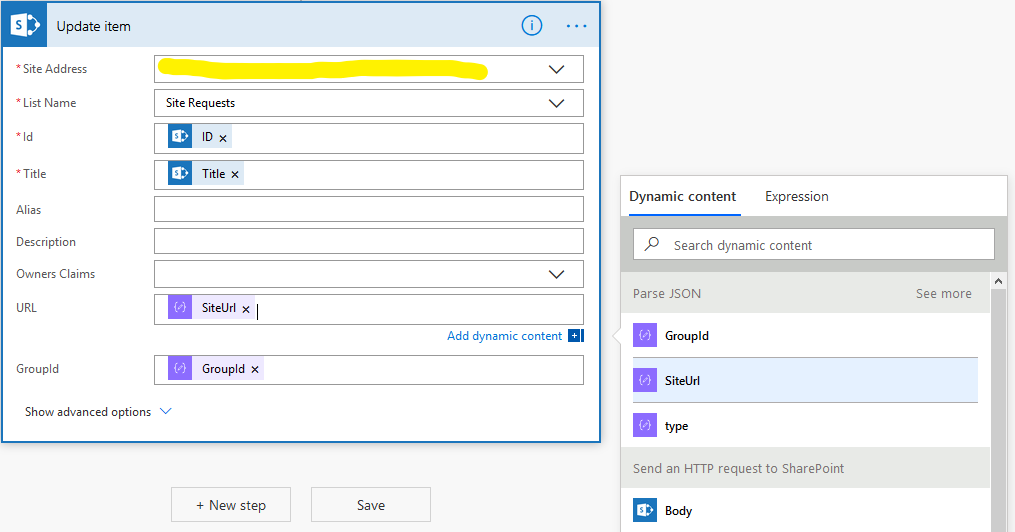 Update item
* Site Address
* List Name Site Requests
* Id ID
* Title Title
Alias
Description
Owners Claims
URL SiteUrl
Add dynamic content
GroupId GroupId
Show advanced options
+ New step Save
Dynamic content Expression
Search dynamic content
Parse JSON See more
GroupId
SiteUrl
type
Send an HTTP request to SharePoint
Body